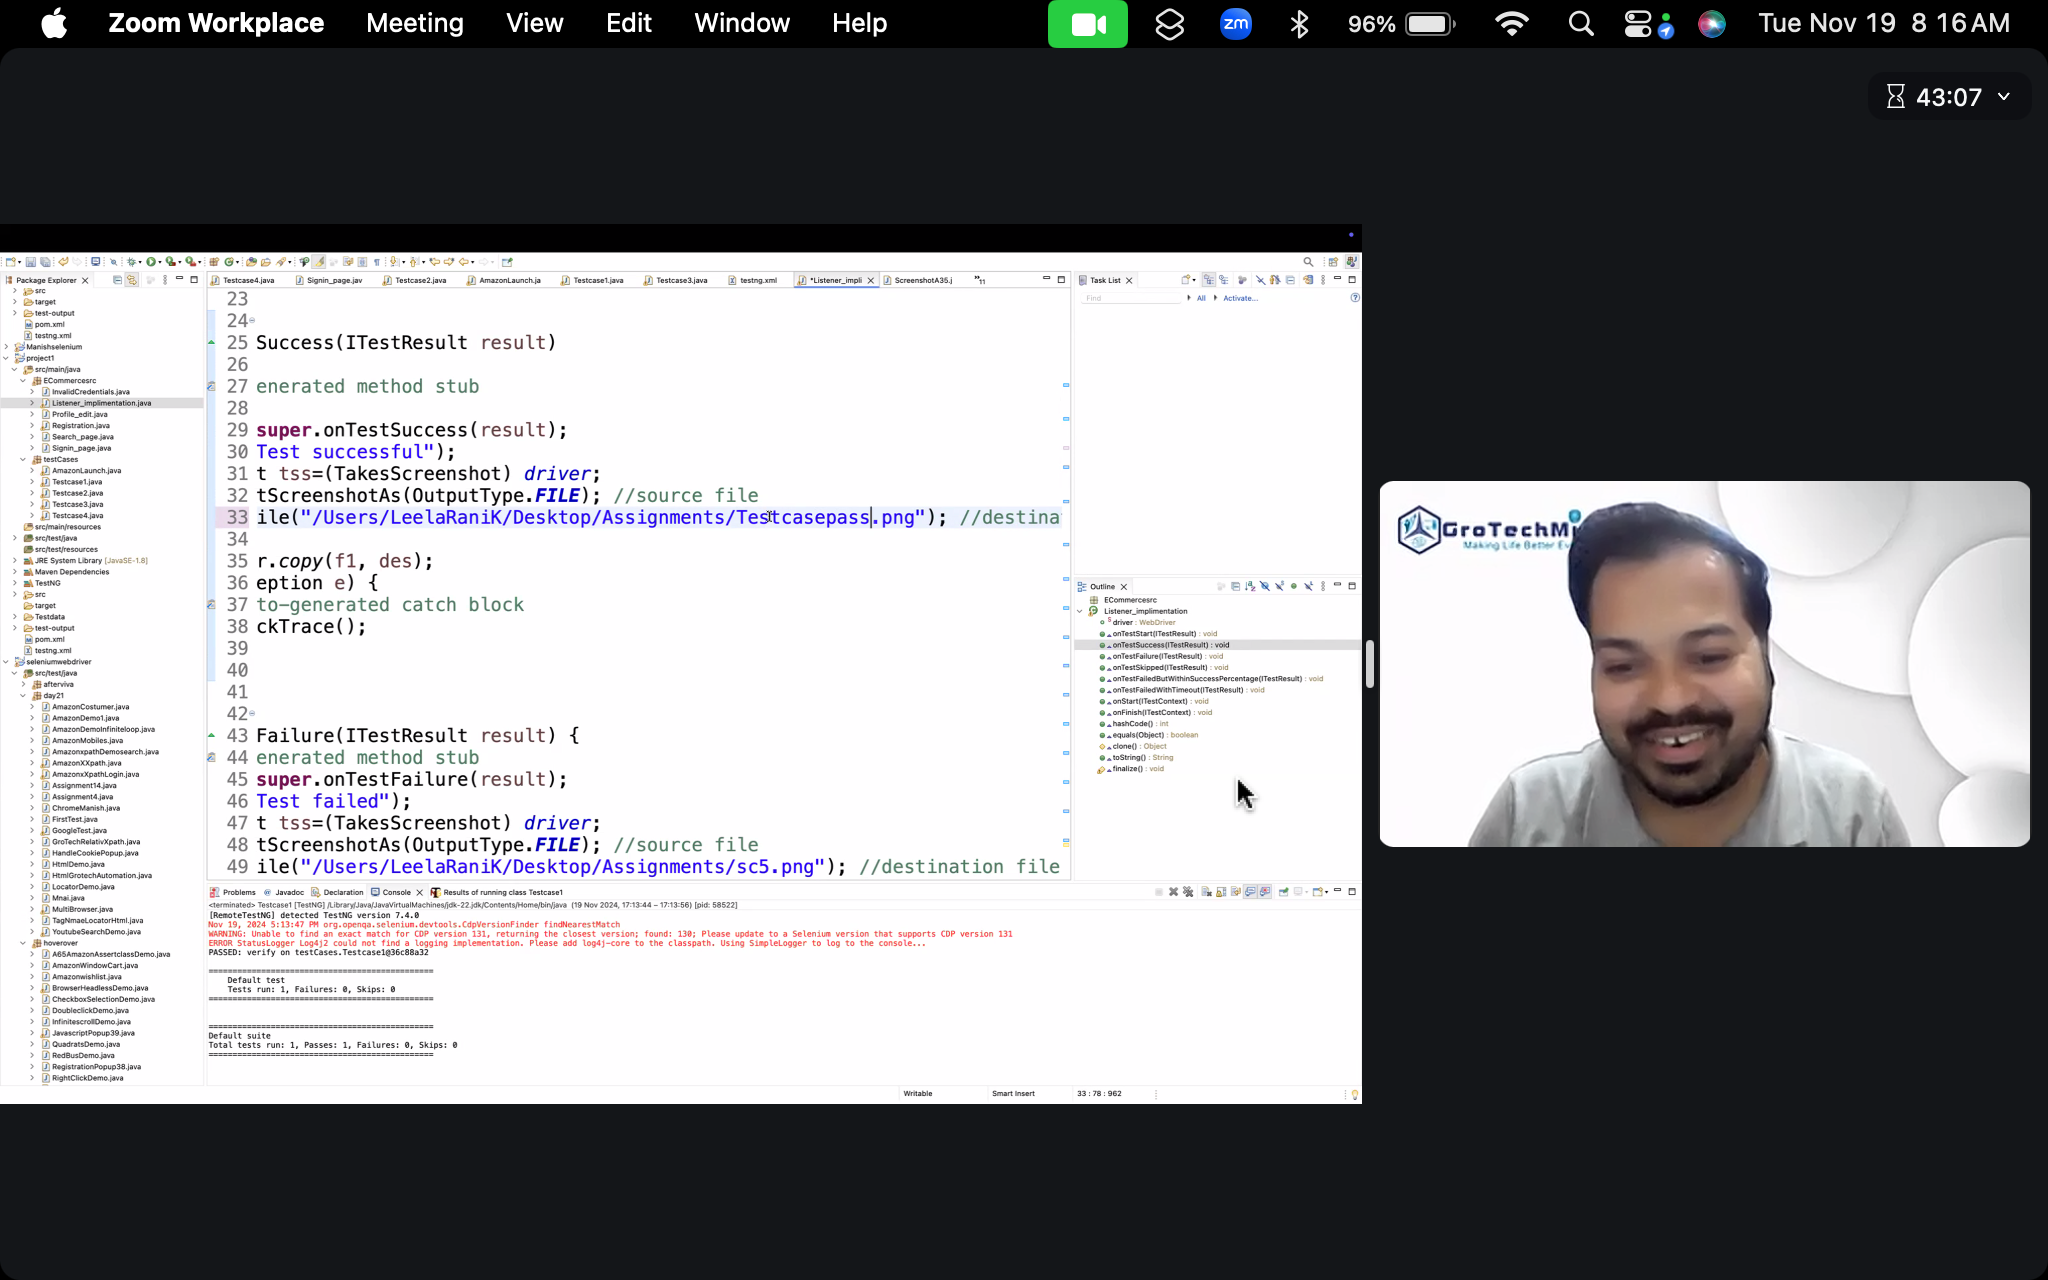 Zoom Workplace Meeting View Edit Window Help zm 96% Tue Nov 19 8 16 AM
43:07
Package Explorer
src
target
test-output
pom.xml
testng.xml
Manishselenium
project1
src/main/java
ECommercesrc
InvalidCredentials.java
Listener_implimentation.java
Profile_edit.java
Registration.java
Search_page.java
Signin_page.java
testCases
AmazonLaunch.java
Testcase1.java
Testcase2.java
Testcase3.java
Testcase4.java
src/main/resources
src/test/java
src/test/resources
JRE System Library [JavaSE-1.8]
Maven Dependencies
TestNG
src
target
Testdata
test-output
pom.xml
testng.xml
seleniumwebdriver
src/test/java
afterviva
day21
AmazonCostumer.java
AmazonDemo1.java
AmazonDemoInfiniteloop.java
AmazonMobiles.java
AmazonxpathDemosearch.java
AmazonXXpath.java
AmazonxXpathLogin.java
Assignment14.java
Assignment4.java
ChromeManish.java
FirstTest.java
GoogleTest.java
GroTechRelativXpath.java
HandleCookiePopup.java
HtmlDemo.java
HtmlGrotechAutomation.java
LocatorDemo.java
Mnai.java
MultiBrowser.java
TagNmaeLocatorHtml.java
YoutubeSearchDemo.java
hoverover
A65AmazonAssertclassDemo.java
AmazonWindowCart.java
Amazonwishlist.java
BrowserHeadlessDemo.java
CheckboxSelectionDemo.java
DoubleclickDemo.java
InfinitescrollDemo.java
JavascriptPopup39.java
QuadratsDemo.java
RedBusDemo.java
RegistrationPopup38.java
RightClickDemo.java
Testcase4.java Signin_page.jav Testcase2.java AmazonLaunch.ja Testcase1.java Testcase3.java testng.xml *Listener_impli ScreenshotA35.j »11
23
24
25 Success(ITestResult result)
26
27 enerated method stub
28
29 super.onTestSuccess(result);
30 Test successful");
31 t tss=(TakesScreenshot) driver;
32 tScreenshotAs(OutputType.FILE); //source file
33 ile("/Users/LeelaRaniK/Desktop/Assignments/Testcasepass.png"); //destina
34
35 r.copy(f1, des);
36 eption e) {
37 to-generated catch block
38 ckTrace();
39
40
41
42
43 Failure(ITestResult result) {
44 enerated method stub
45 super.onTestFailure(result);
46 Test failed");
47 t tss=(TakesScreenshot) driver;
48 tScreenshotAs(OutputType.FILE); //source file
49 ile("/Users/LeelaRaniK/Desktop/Assignments/sc5.png"); //destination file
Task List
Find All Activate...
Outline
ECommercesrc
Listener_implimentation
driver : WebDriver
onTestStart(ITestResult) : void
onTestSuccess(ITestResult) : void
onTestFailure(ITestResult) : void
onTestSkipped(ITestResult) : void
onTestFailedButWithinSuccessPercentage(ITestResult) : void
onTestFailedWithTimeout(ITestResult) : void
onStart(ITestContext) : void
onFinish(ITestContext) : void
hashCode() : int
equals(Object) : boolean
clone() : Object
toString() : String
finalize() : void
Problems Javadoc Declaration Console Results of running class Testcase1
<terminated> Testcase1 [TestNG] /Library/Java/JavaVirtualMachines/jdk-22.jdk/Contents/Home/bin/java (19 Nov 2024, 17:13:44 – 17:13:56) [pid: 58522]
[RemoteTestNG] detected TestNG version 7.4.0
Nov 19, 2024 5:13:47 PM org.openqa.selenium.devtools.CdpVersionFinder findNearestMatch
WARNING: Unable to find an exact match for CDP version 131, returning the closest version; found: 130; Please update to a Selenium version that supports CDP version 131
ERROR StatusLogger Log4j2 could not find a logging implementation. Please add log4j-core to the classpath. Using SimpleLogger to log to the console...
PASSED: verify on testCases.Testcase1@36c88a32
===============================================
Default test
Tests run: 1, Failures: 0, Skips: 0
===============================================
===============================================
Default suite
Total tests run: 1, Passes: 1, Failures: 0, Skips: 0
===============================================
Writable Smart Insert 33 : 78 : 962
GroTechMi
Making Life Better